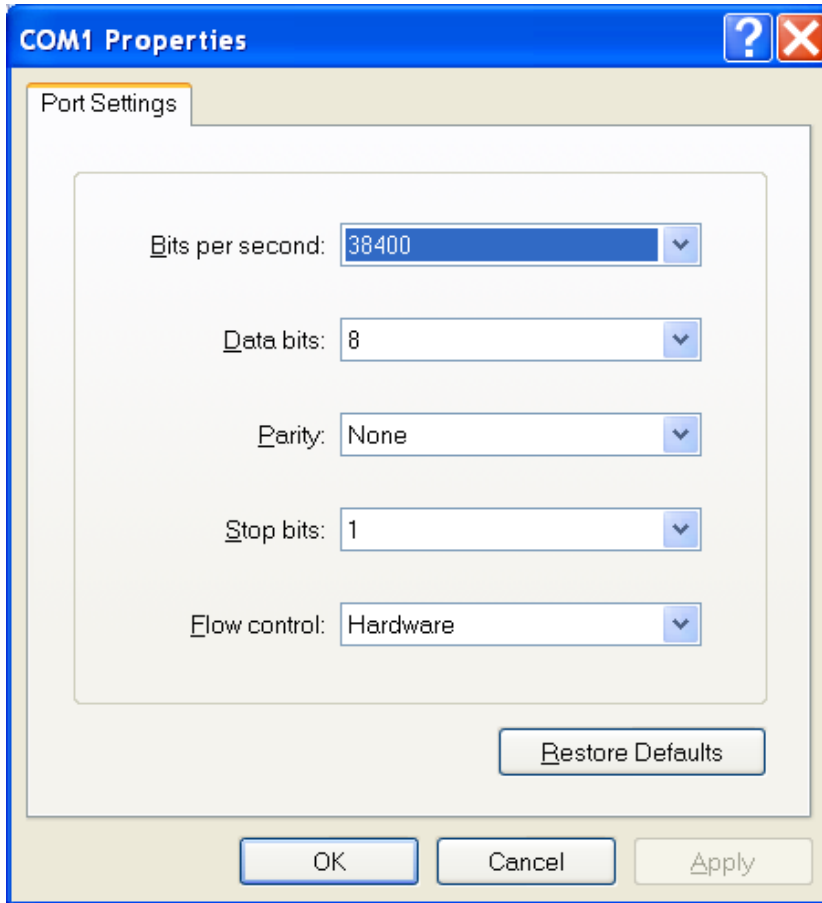 COM1 Properties
Port Settings
Bits per second: 38400
Data bits: 8
Parity: None
Stop bits: 1
Flow control: Hardware
Restore Defaults
OK Cancel Apply